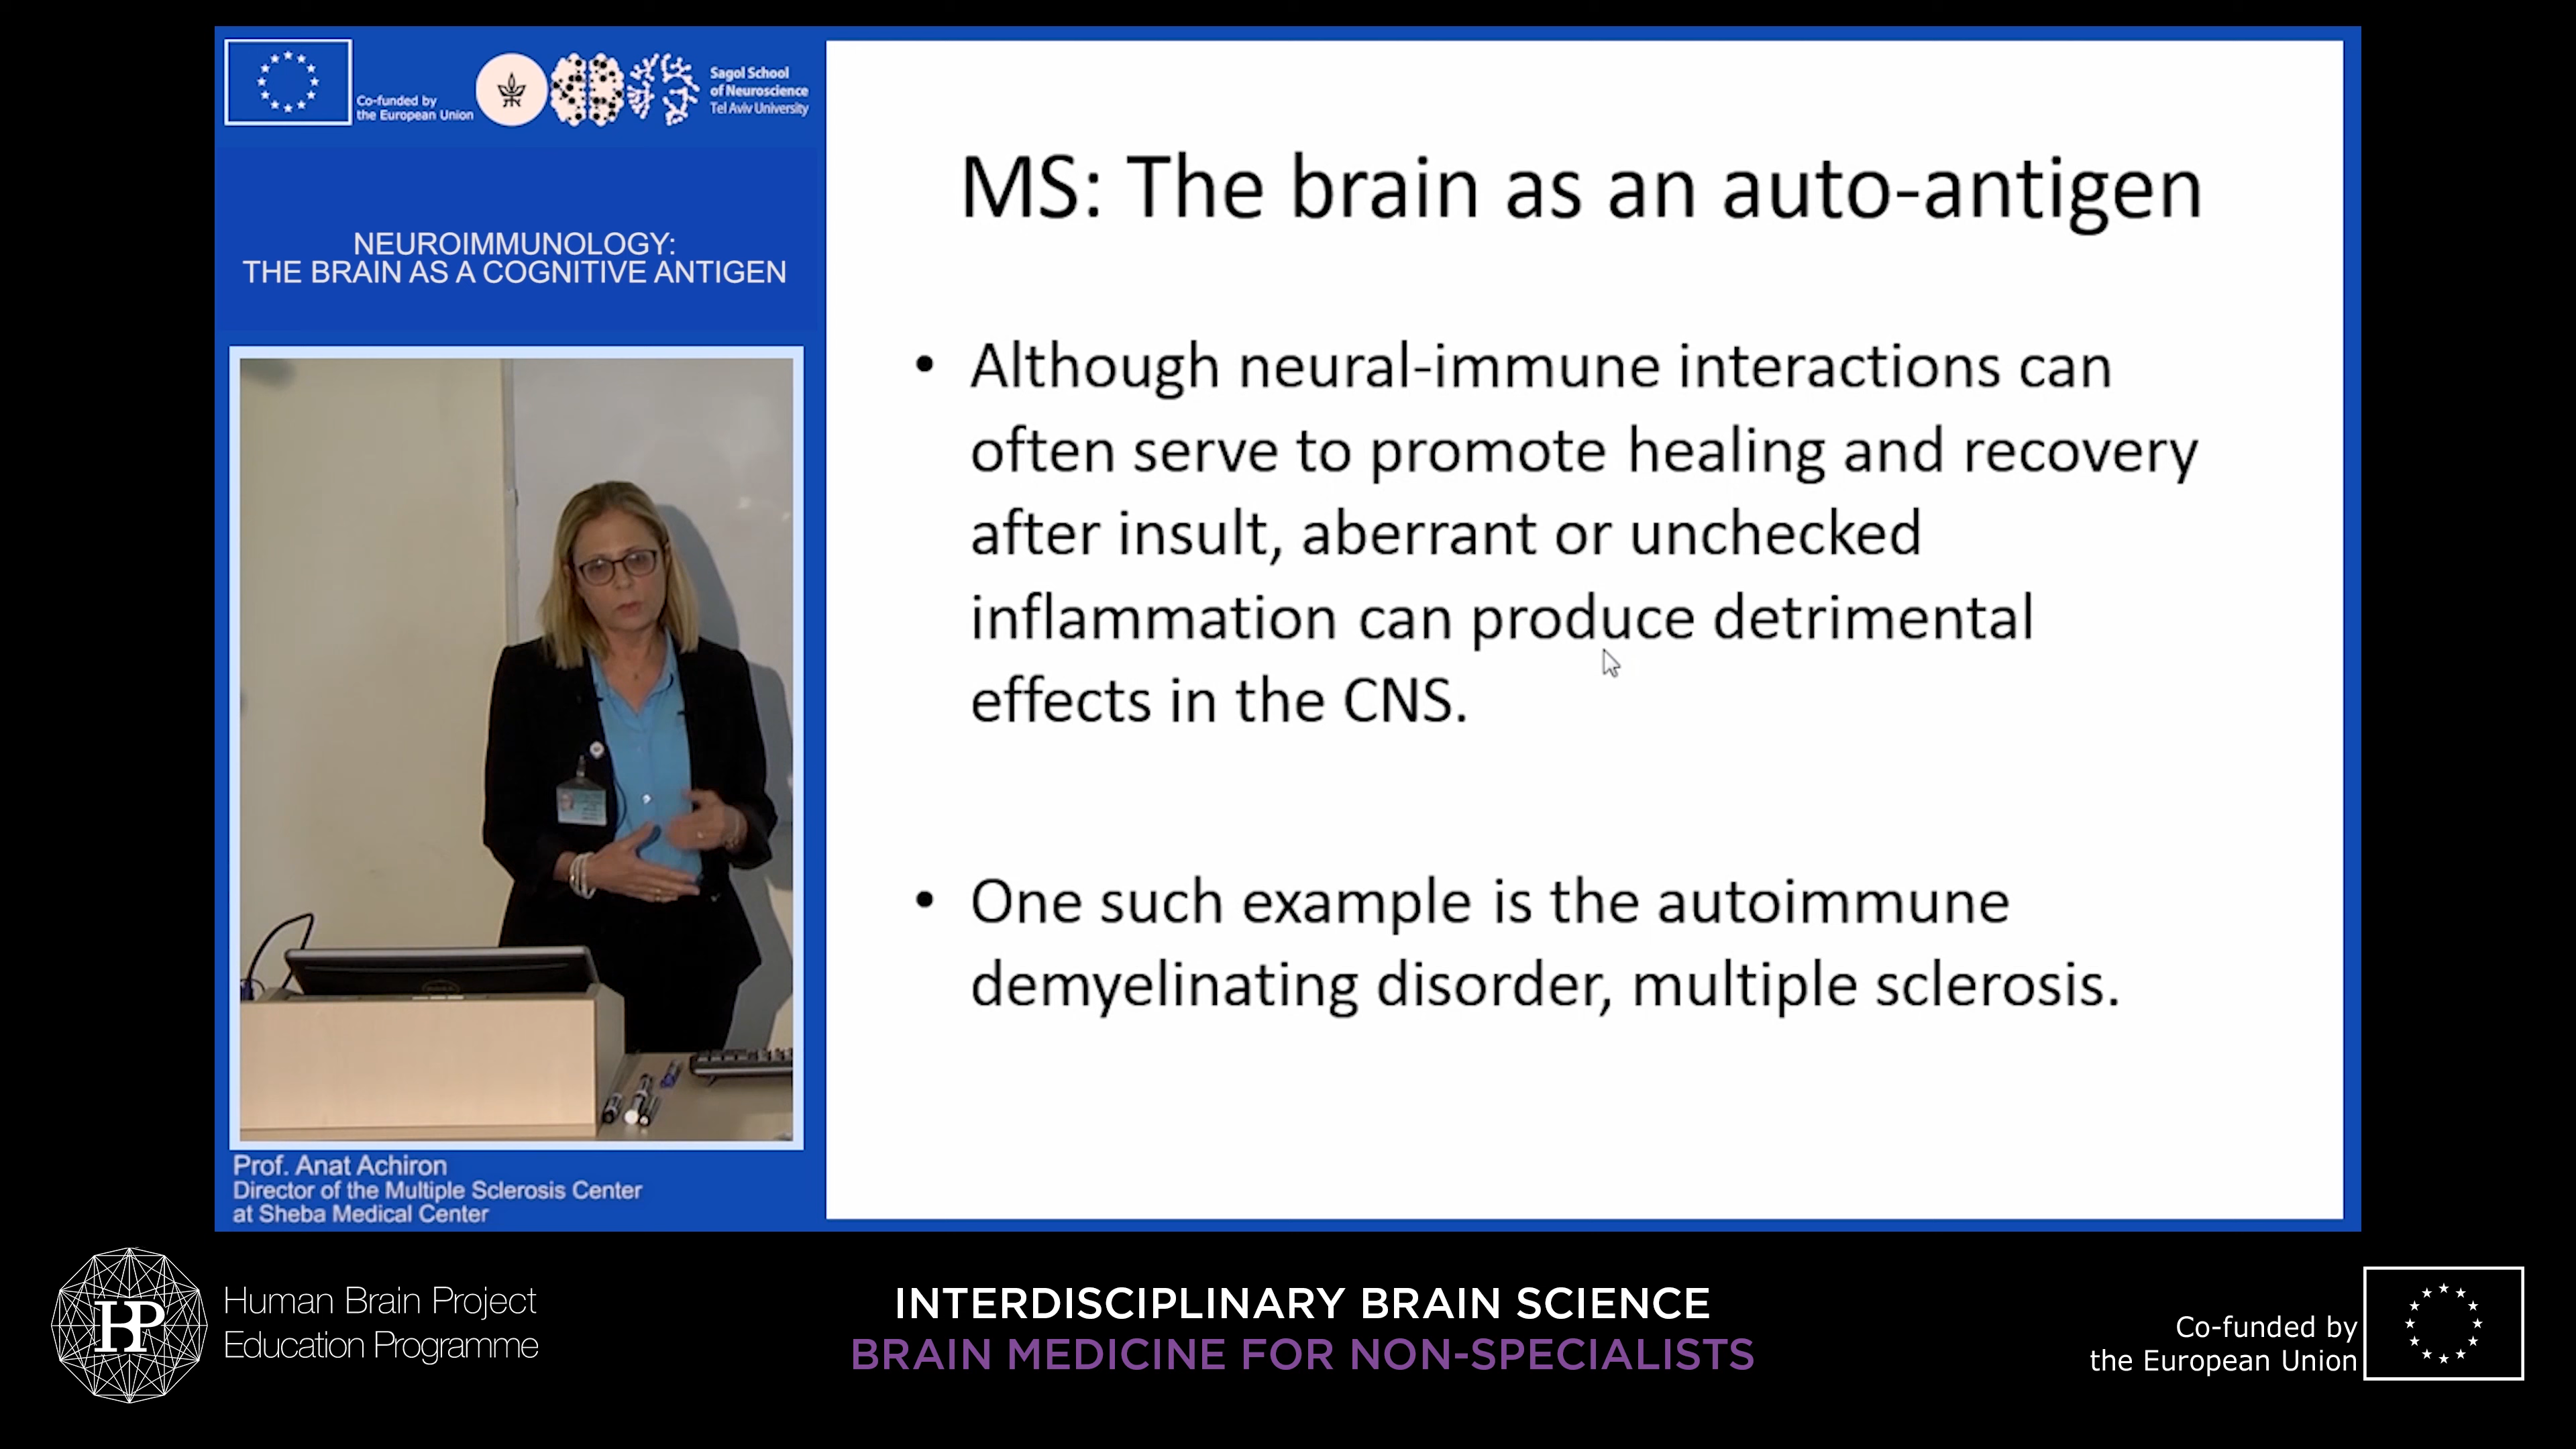 Co-funded by
the European Union
Sagol School
of Neuroscience
Tel Aviv University
NEUROIMMUNOLOGY:
THE BRAIN AS A COGNITIVE ANTIGEN
Prof. Anat Achiron
Director of the Multiple Sclerosis Center
at Sheba Medical Center
MS: The brain as an auto-antigen
• Although neural-immune interactions can
often serve to promote healing and recovery
after insult, aberrant or unchecked
inflammation can produce detrimental
effects in the CNS.
• One such example is the autoimmune
demyelinating disorder, multiple sclerosis.
HP
Human Brain Project
Education Programme
INTERDISCIPLINARY BRAIN SCIENCE
BRAIN MEDICINE FOR NON-SPECIALISTS
Co-funded by
the European Union